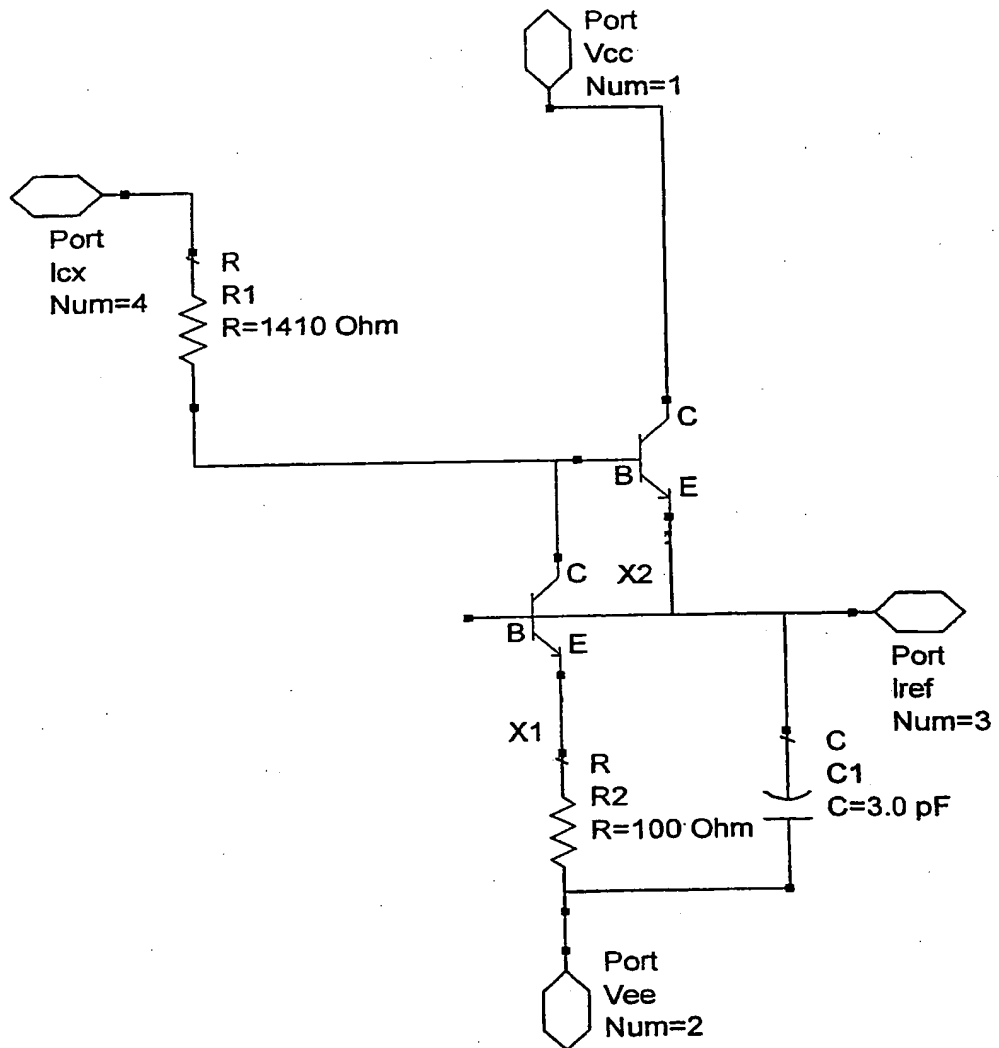 Port
Vcc
Num=1
Port
Icx
Num=4
R
R1
R=1410 Ohm
C
B
E
X2
C
B
E
Port
Iref
Num=3
X1
R
R2
R=100 Ohm
C
C1
C=3.0 pF
Port
Vee
Num=2